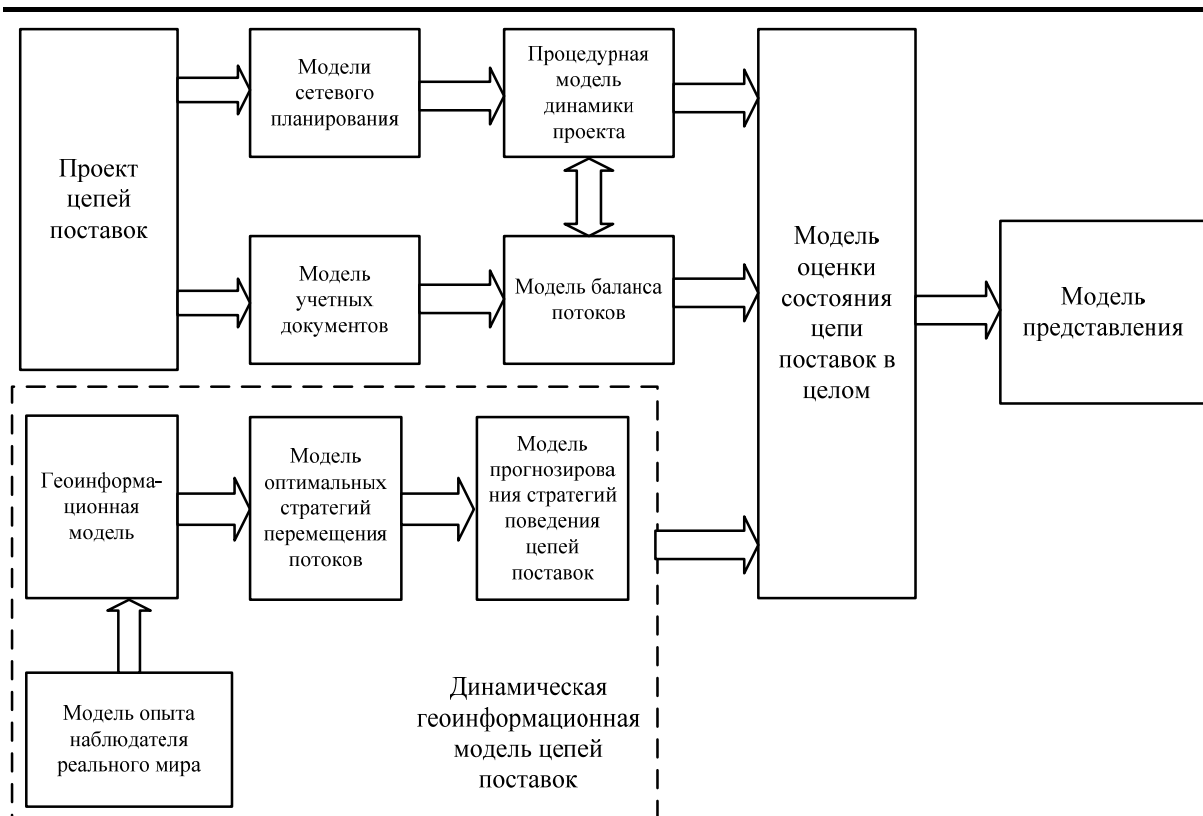 Проект
цепей
поставок
Модели
сетевого
планирования
Процедурная
модель
динамики
проекта
Модель
учетных
документов
Модель баланса
потоков
Модель
оценки
состояния
цепи
поставок в
целом
Модель
представления
Геоинформа-
ционная
модель
Модель
оптимальных
стратегий
перемещения
потоков
Модель
прогнозирова
ния стратегий
поведения
цепей
поставок
Модель опыта
наблюдателя
реального мира
Динамическая
геоинформационная
модель цепей
поставок